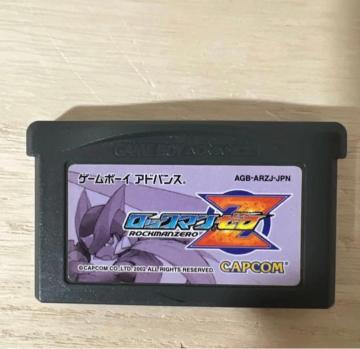 GAME BOY ADVANCE
AGB-ARZJ-JPN
ゲームボーイ アドバンス.
ロックマン ゼロ
ROCKMANZERO
©CAPCOM CO., LTD. 2002 ALL RIGHTS RESERVED.
CAPCOM